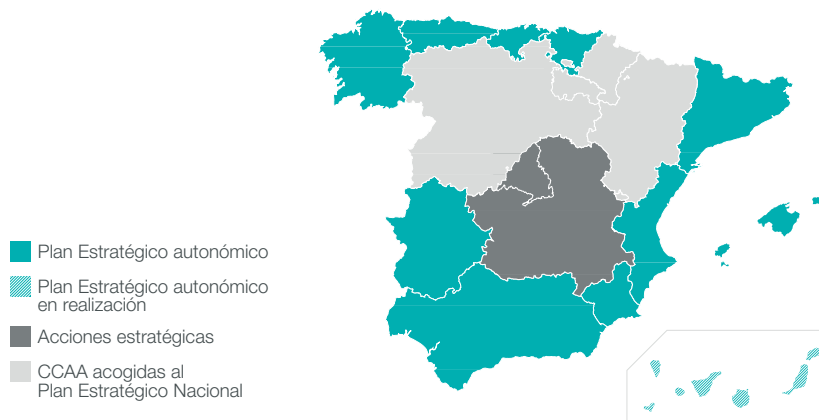 Plan Estratégico autonómico
Plan Estratégico autonómico
en realización
Acciones estratégicas
CCAA acogidas al
Plan Estratégico Nacional